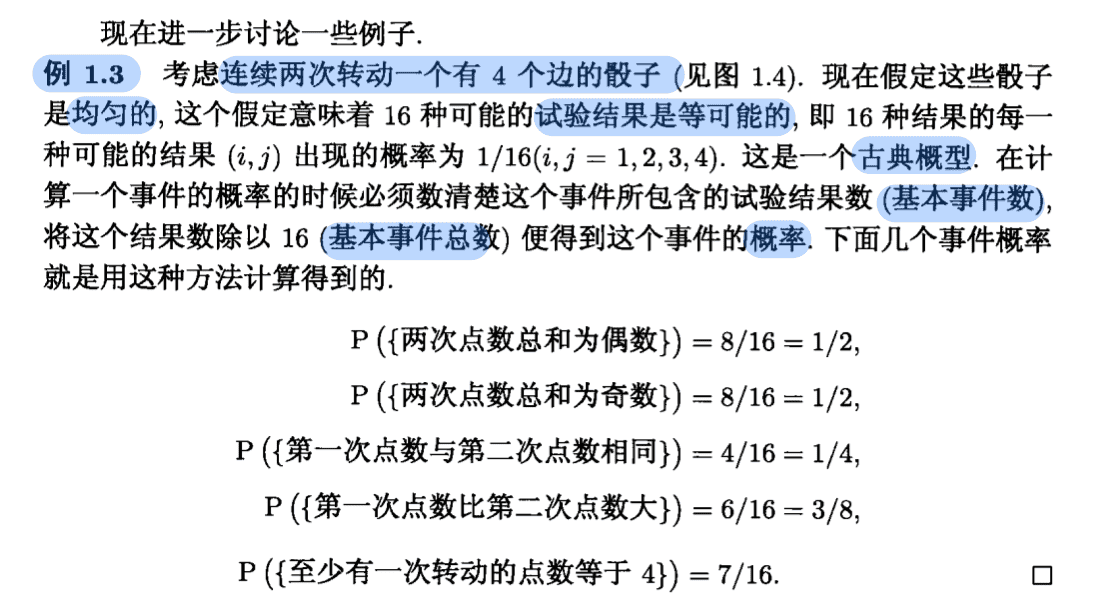 现在进一步讨论一些例子.
例 1.3 考虑连续两次转动一个有 4 个边的骰子 (见图 1.4). 现在假定这些骰子
是均匀的, 这个假定意味着 16 种可能的试验结果是等可能的, 即 16 种结果的每一
种可能的结果 (i, j) 出现的概率为 1/16(i, j = 1, 2, 3, 4). 这是一个古典概型. 在计
算一个事件的概率的时候必须数清楚这个事件所包含的试验结果数 (基本事件数),
将这个结果数除以 16 (基本事件总数) 便得到这个事件的概率. 下面几个事件概率
就是用这种方法计算得到的.
P ({两次点数总和为偶数}) = 8/16 = 1/2,
P ({两次点数总和为奇数}) = 8/16 = 1/2,
P ({第一次点数与第二次点数相同}) = 4/16 = 1/4,
P ({第一次点数比第二次点数大}) = 6/16 = 3/8,
P ({至少有一次转动的点数等于 4}) = 7/16. □